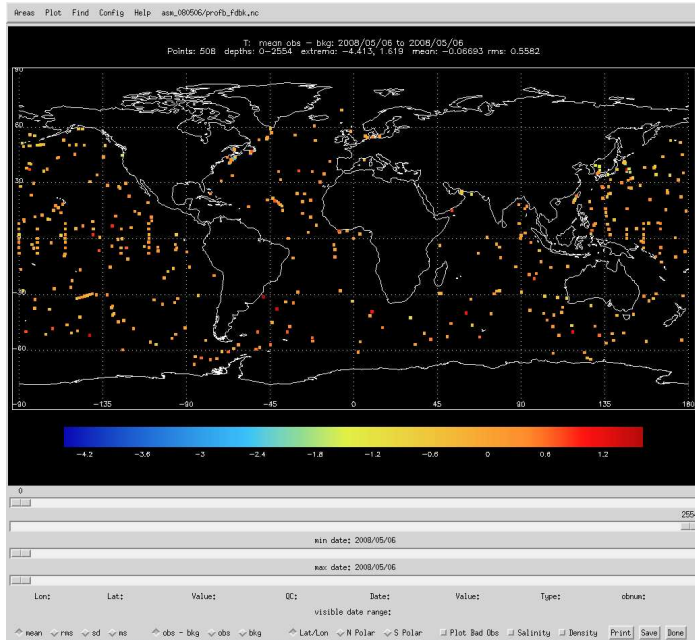 Areas Plot Find Config Help asm_080506/profb_fdbk.nc
T: mean obs - bkg: 2008/05/06 to 2008/05/06
Points: 508 depths: 0-2554 extrema: -4.413, 1.619 mean: -0.06693 rms: 0.5582
90
60
30
0
-30
-60
-90 -135 -90 -45 0 45 90 135 180
-4.2 -3.6 -3 -2.4 -1.8 -1.2 -0.6 0 0.6 1.2
0
255
min date: 2008/05/06
max date: 2008/05/06
Lon: Lat: Value: QC: Date: Value: Type: obnum:
visible date range:
mean rms sd ms obs - bkg obs bkg Lat/Lon N Polar S Polar Plot Bad Obs Salinity Density Print Save Done